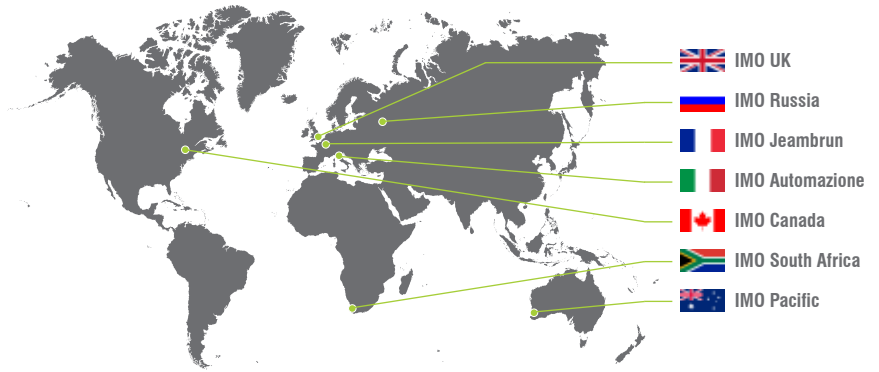 IMO UK
IMO Russia
IMO Jeambrun
IMO Automazione
IMO Canada
IMO South Africa
IMO Pacific